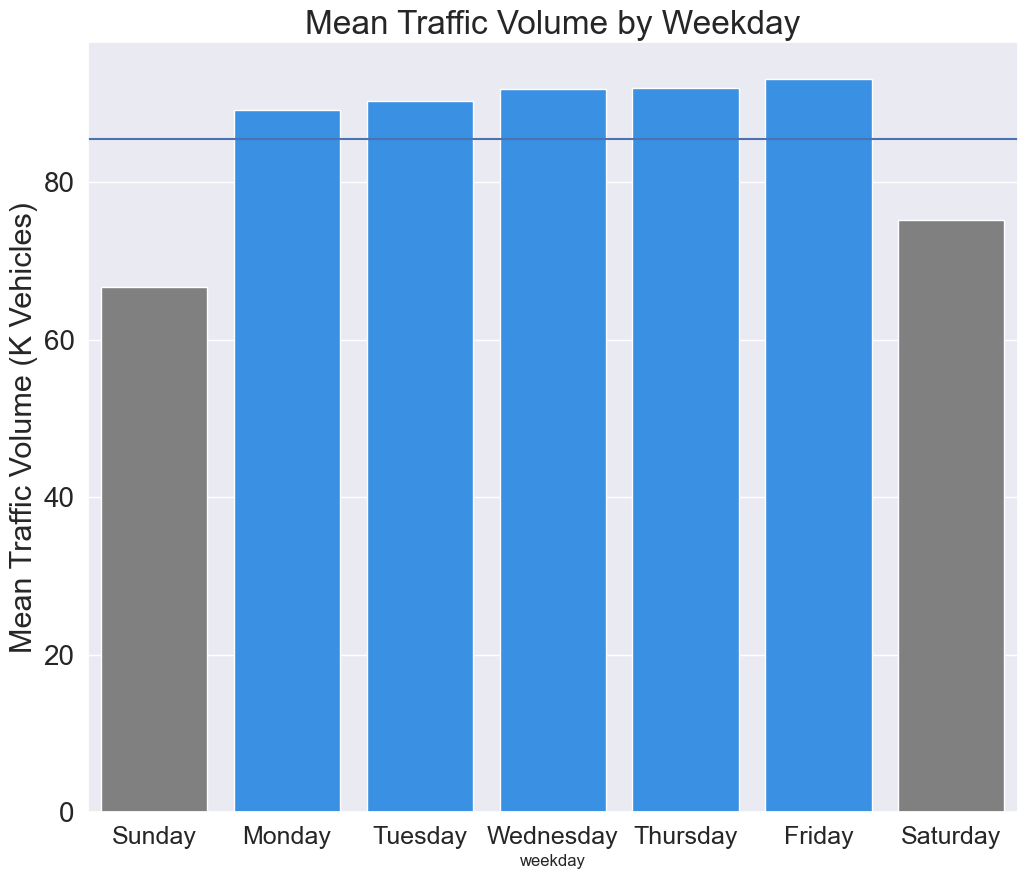 Mean Traffic Volume by Weekday
Mean Traffic Volume (K Vehicles)
80
60
40
20
0
Sunday Monday Tuesday Wednesday Thursday Friday Saturday
weekday